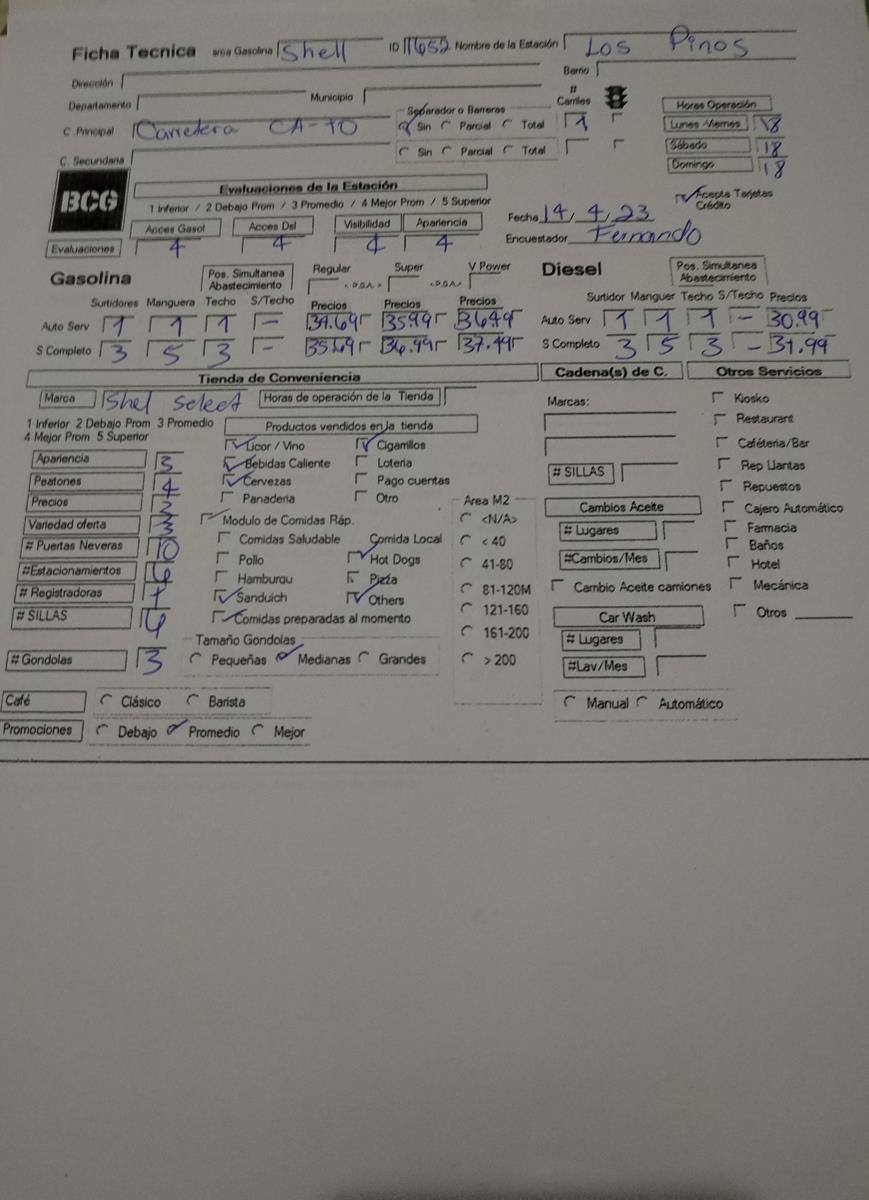 Ficha Tecnica Gasolina Shell ID 11652 Nombre de la Estación Los Pinos
Dirección Barrio
Departamento Municipio # Carriles Horas Operación
Separador o Barreras
C .Principal Carretera CA-10 Sin Parcial Total 1 Lunes -Viernes 18
C. Secundaria Sin Parcial Total Sábado 18
Domingo 18
BCG
Evaluaciones de la Estación
Acepta Tarjetas Crédito
1 Inferior / 2 Debajo Prom / 3 Promedio / 4 Mejor Prom / 5 Superior
Fecha 14, 4, 23
Acces Gasol Acces Dsl Visibilidad Apariencia
Encuestador Fernando
Evaluaciones 4 4 4 4
Gasolina Pos. Simultanea Abastecimiento Regular Super V Power Diesel Pos. Simultanea Abastecimiento
Surtidores Manguera Techo S/Techo Precios Precios Precios Surtidor Manguer Techo S/Techo Precios
Auto Serv 1 1 1 - 34.69 35.99 36.49 Auto Serv 1 1 1 - 30.99
S Completo 3 5 3 - 35.69 36.99 37.49 S Completo 3 5 3 - 31.99
Tienda de Conveniencia Cadena(s) de C. Otros Servicios
Marca Shel Select Horas de operación de la Tienda Marcas: Kiosko
1 Inferior 2 Debajo Prom 3 Promedio
4 Mejor Prom 5 Superior
Productos vendidos en la tienda Restaurant
Licor / Vino Cigarrillos Caféteria/Bar
Apariencia 3 Bebidas Caliente Loteria # SILLAS Rep Llantas
Peatones 4 Cervezas Pago cuentas Repuestos
Precios Panaderia Otro Area M2 Cambios Aceite Cajero Automático
Variedad oferta 3 Modulo de Comidas Ráp. <N/A> # Lugares Farmacia
# Puertas Neveras 10 Comidas Saludable Comida Local < 40 Baños
#Estacionamientos 6 Pollo Hot Dogs 41-80 #Cambios/Mes Hotel
# Registradoras 1 Hamburau Pizza 81-120M Cambio Aceite camiones Mecánica
# SILLAS 4 Sanduich Others 121-160 Car Wash Otros
Comidas preparadas al momento 161-200 # Lugares
Tamaño Gondolas
# Gondolas 3 Pequeñas Medianas Grandes > 200 #Lav/Mes
Café Clásico Barista Manual Automático
Promociones Debajo Promedio Mejor